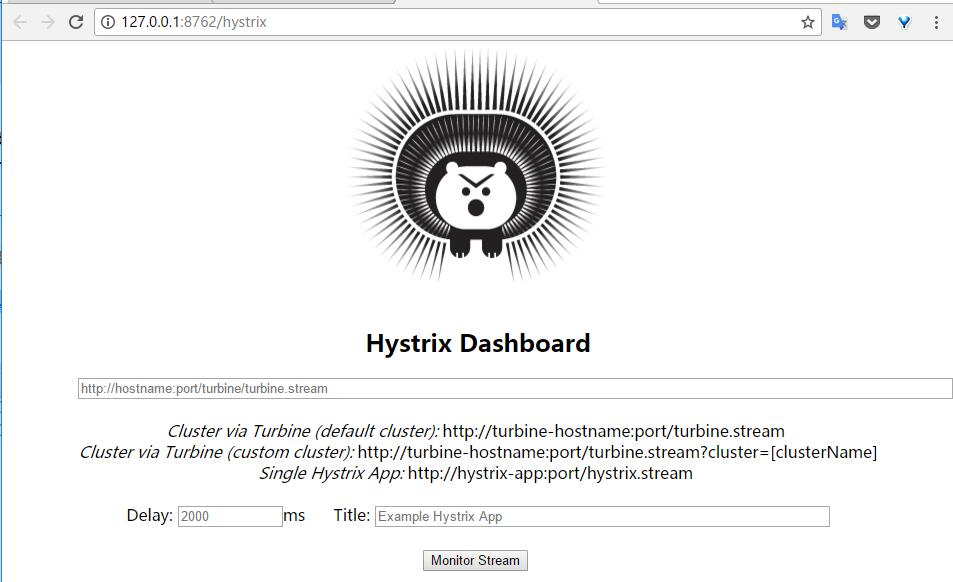 127.0.0.1:8762/hystrix
Hystrix Dashboard
http://hostname:port/turbine/turbine.stream
Cluster via Turbine (default cluster): http://turbine-hostname:port/turbine.stream
Cluster via Turbine (custom cluster): http://turbine-hostname:port/turbine.stream?cluster=[clusterName]
Single Hystrix App: http://hystrix-app:port/hystrix.stream
Delay: 2000 ms Title: Example Hystrix App
Monitor Stream